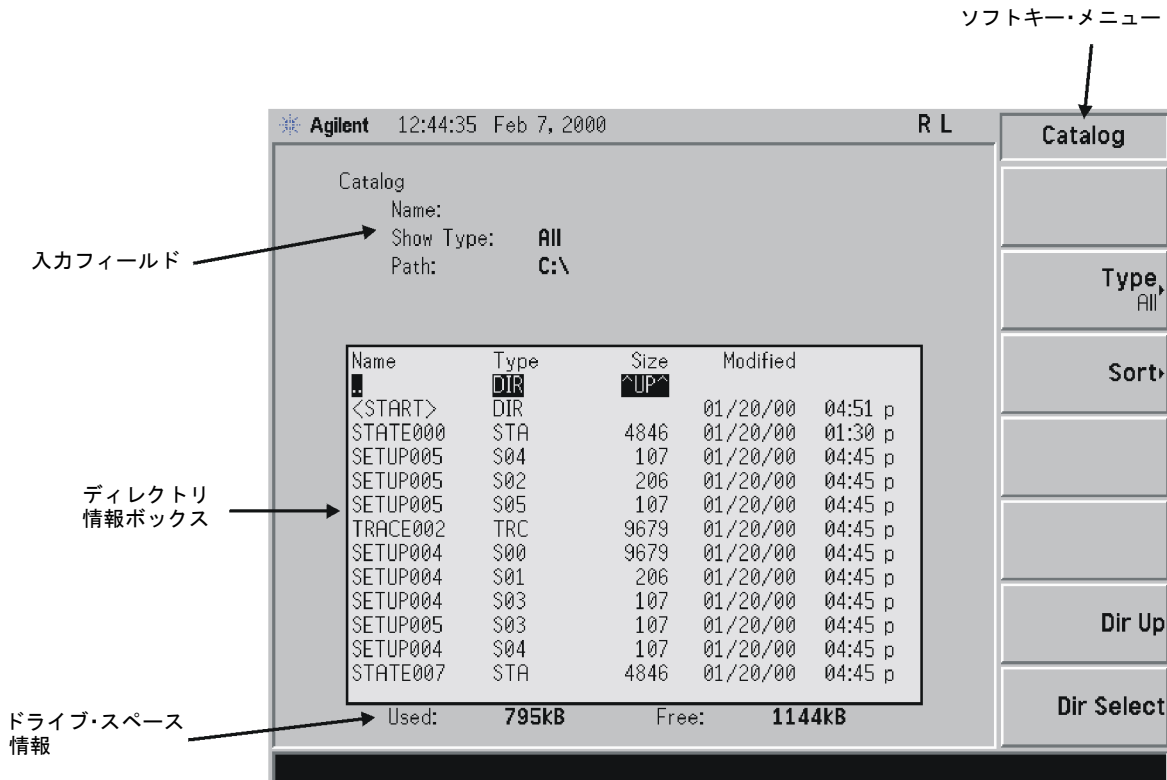 ソフトキー・メニュー
Agilent 12:44:35 Feb 7, 2000 R L
Catalog
Catalog
Name:
Show Type: All
Path: C:\
入力フィールド
Type
All
Sort
Name Type Size Modified
.. DIR ^UP^
<START> DIR 01/20/00 04:51 p
STATE000 STA 4846 01/20/00 01:30 p
SETUP005 S04 107 01/20/00 04:45 p
SETUP005 S02 206 01/20/00 04:45 p
SETUP005 S05 107 01/20/00 04:45 p
TRACE002 TRC 9679 01/20/00 04:45 p
SETUP004 S00 9679 01/20/00 04:45 p
SETUP004 S01 206 01/20/00 04:45 p
SETUP004 S03 107 01/20/00 04:45 p
SETUP005 S03 107 01/20/00 04:45 p
SETUP004 S04 107 01/20/00 04:45 p
STATE007 STA 4846 01/20/00 04:45 p
ディレクトリ
情報ボックス
Dir Up
Dir Select
Used: 795kB Free: 1144kB
ドライブ・スペース
情報